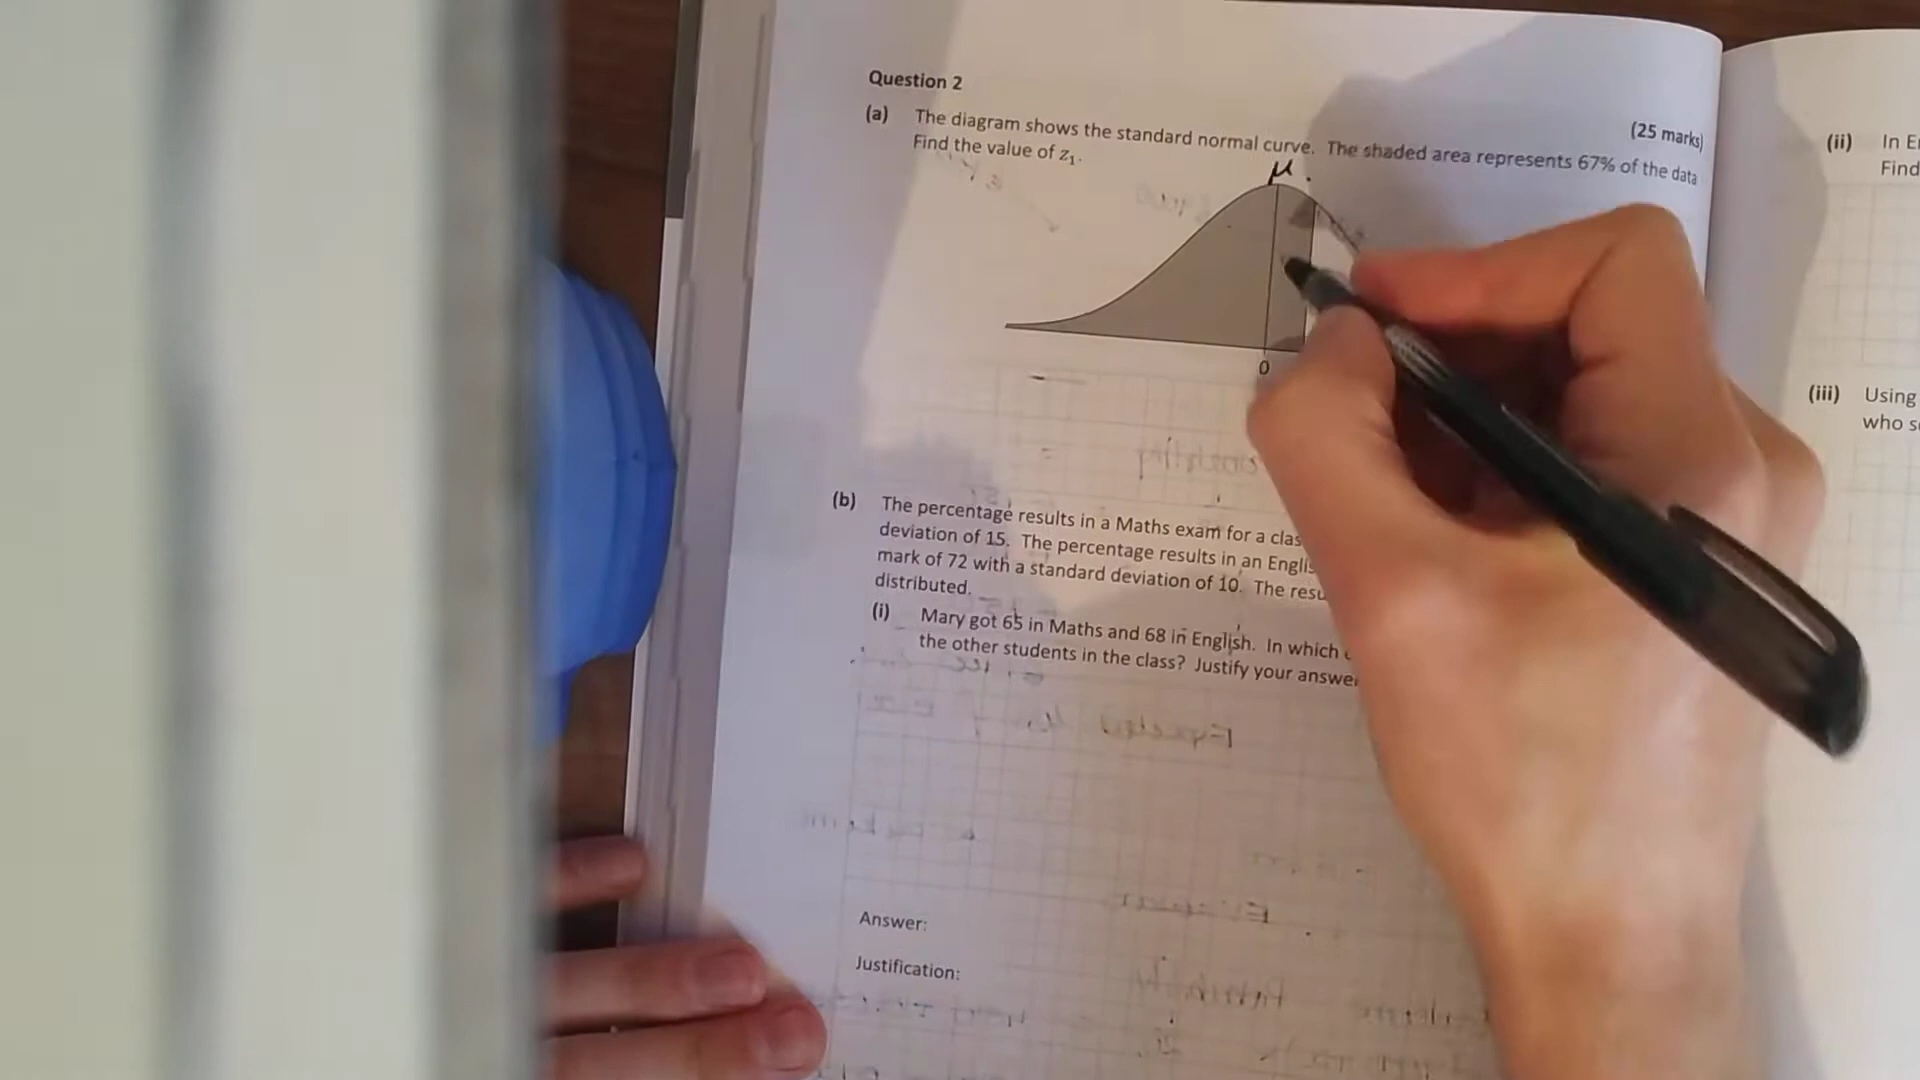 Question 2
(25 marks)
(a) The diagram shows the standard normal curve. The shaded area represents 67% of the data
Find the value of z₁.
μ
0
(b) The percentage results in a Maths exam for a clas
deviation of 15. The percentage results in an Englis
mark of 72 with a standard deviation of 10. The resu
distributed.
(i) Mary got 65 in Maths and 68 in English. In which
the other students in the class? Justify your answer
Answer:
Justification:
(ii) In E
Find
(iii) Using
who s